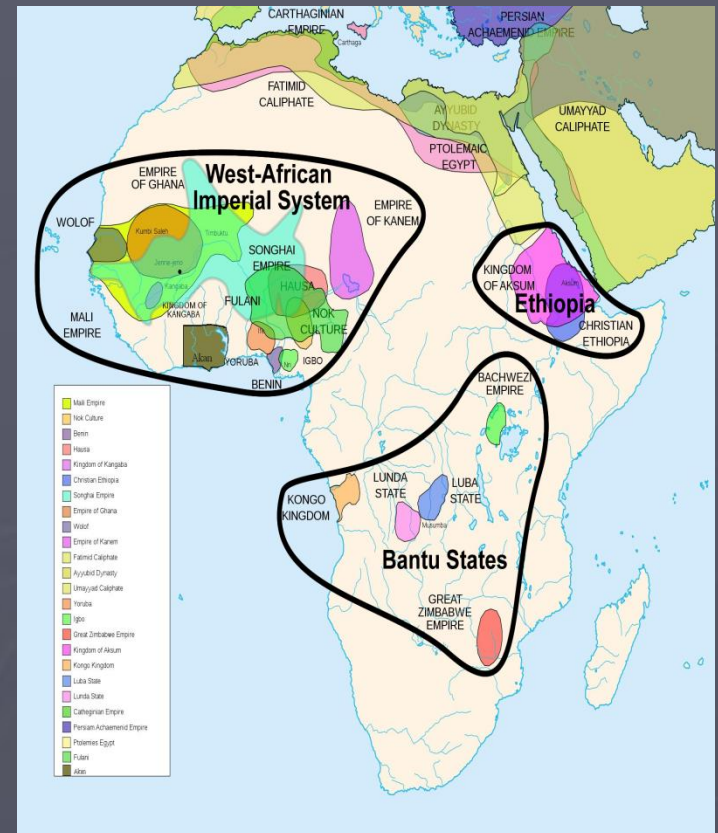 CARTHAGINIAN
EMPIRE
Carthage
PERSIAN
ACHAEMENID EMPIRE
FATIMID
CALIPHATE
AYYUBID
DYNASTY
UMAYYAD
CALIPHATE
PTOLEMAIC
EGYPT
EMPIRE
OF GHANA
West-African
Imperial System
EMPIRE
OF KANEM
WOLOF
Kumbi Saleh
Timbuktu
Jenne-jeno
Kangaba
SONGHAI
EMPIRE
HAUSA
KINGDOM OF
KANGABA
FULANI
NOK
CULTURE
MALI
EMPIRE
Akan
YORUBA
Ife
Nri
IGBO
BENIN
KINGDOM
OF AKSUM
Aksum
Ethiopia
CHRISTIAN
ETHIOPIA
BACHWEZI
EMPIRE
KONGO
KINGDOM
LUNDA
STATE
LUBA
STATE
Musumba
Bantu States
GREAT
ZIMBABWE
EMPIRE
Mali Empire
Nok Culture
Benin
Hausa
Kingdom of Kangaba
Christian Ethiopia
Songhai Empire
Empire of Ghana
Wolof
Empire of Kanem
Fatimid Caliphate
Ayyubid Dynasty
Umayyad Caliphate
Yoruba
Igbo
Great Zimbabwe Empire
Kingdom of Aksum
Kongo Kingdom
Luba State
Lunda State
Cathaginian Empire
Persiam Achaemenid Empire
Ptolemies Egypt
Fulani
Akan